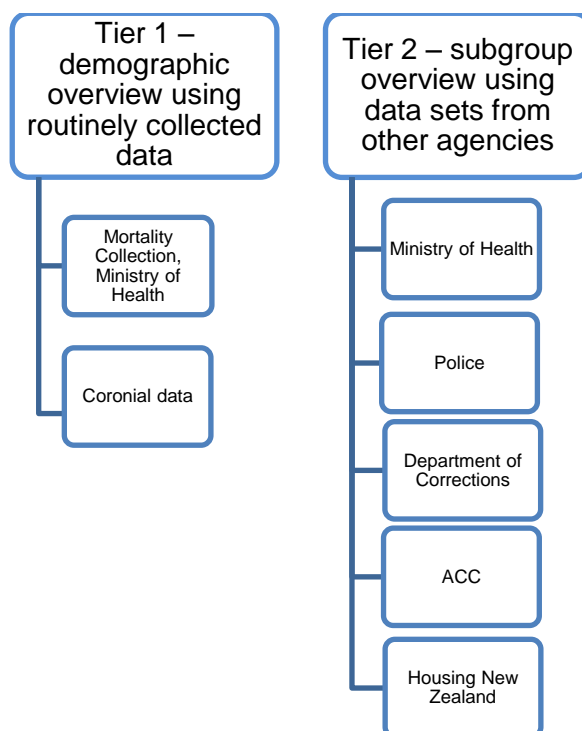 Tier 1 –
demographic
overview using
routinely collected
data
Mortality
Collection,
Ministry of
Health
Coronial data
Tier 2 – subgroup
overview using
data sets from
other agencies
Ministry of Health
Police
Department of
Corrections
ACC
Housing New
Zealand